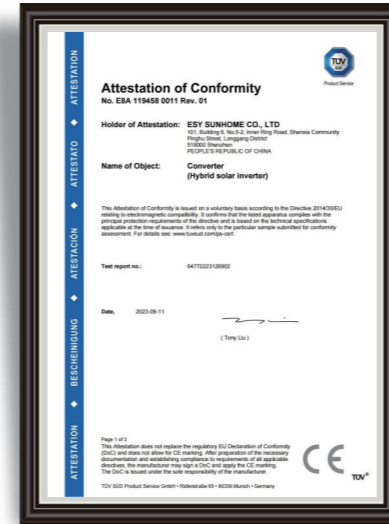 TÜV
SÜD
Product Service
Attestation of Conformity
No. E8A 119458 0011 Rev. 01
Holder of Attestation: ESY SUNHOME CO., LTD
101, Building 6, No.5-2, Inner Ring Road, Shanxia Community
Pinghu Street, Longgang District
518000 Shenzhen
PEOPLE'S REPUBLIC OF CHINA
Name of Object: Converter
(Hybrid solar inverter)
This Attestation of Conformity is issued on a voluntary basis according to the Directive 2014/30/EU
relating to electromagnetic compatibility. It confirms that the listed apparatus complies with the
principal protection requirements of the directive and is based on the technical specifications
applicable at the time of issuance. It refers only to the particular sample submitted for conformity
assessment. For details see: www.tuvsud.com/ps-cert
Test report no.: 64772223126902
Date, 2023-09-11
( Tony Liu )
Page 1 of 3
This Attestation does not replace the regulatory EU Declaration of Conformity
(DoC) and does not allow for CE marking. After preparation of the necessary
documentation and establishing compliance to requirements of all applicable
directives, the manufacturer may sign a DoC and apply the CE marking.
The DoC is issued under the sole responsibility of the manufacturer.
CE
TÜV SÜD Product Service GmbH • Ridlerstraße 65 • 80339 Munich • Germany
TÜV®
ATTESTATION ◆ BESCHEINIGUNG ◆ ATESTACIÓN ◆ ATTESTATO ◆ ATTESTATION